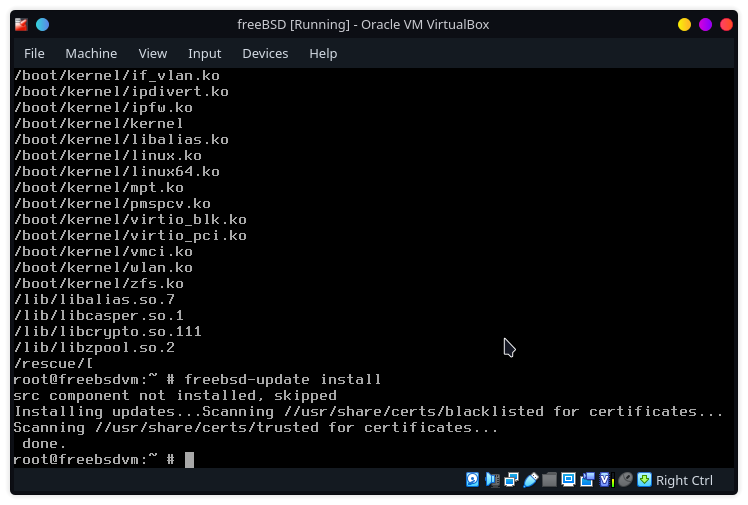 freeBSD [Running] - Oracle VM VirtualBox
File Machine View Input Devices Help
/boot/kernel/if_vlan.ko
/boot/kernel/ipdivert.ko
/boot/kernel/ipfw.ko
/boot/kernel/kernel
/boot/kernel/libalias.ko
/boot/kernel/linux.ko
/boot/kernel/linux64.ko
/boot/kernel/mpt.ko
/boot/kernel/pmspcv.ko
/boot/kernel/virtio_blk.ko
/boot/kernel/virtio_pci.ko
/boot/kernel/vmci.ko
/boot/kernel/wlan.ko
/boot/kernel/zfs.ko
/lib/libalias.so.7
/lib/libcasper.so.1
/lib/libcrypto.so.111
/lib/libzpool.so.2
/rescue/[
root@freebsdvm:~ # freebsd-update install
src component not installed, skipped
Installing updates...Scanning //usr/share/certs/blacklisted for certificates...
Scanning //usr/share/certs/trusted for certificates...
 done.
root@freebsdvm:~ #
Right Ctrl